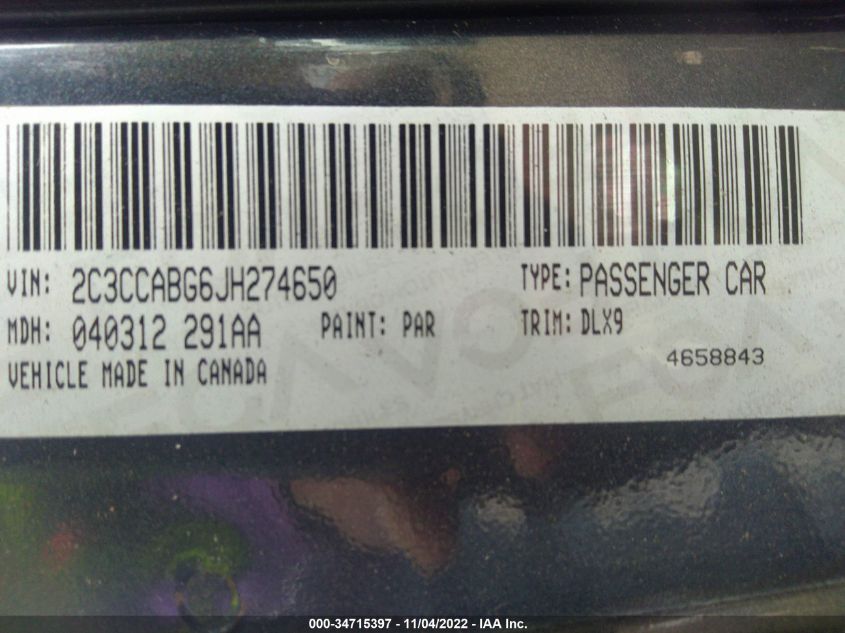 VIN: 2C3CCABG6JH274650 TYPE: PASSENGER CAR
MDH: 040312 291AA PAINT: PAR TRIM: DLX9
VEHICLE MADE IN CANADA 4658843
000-34715397 - 11/04/2022 - IAA Inc.